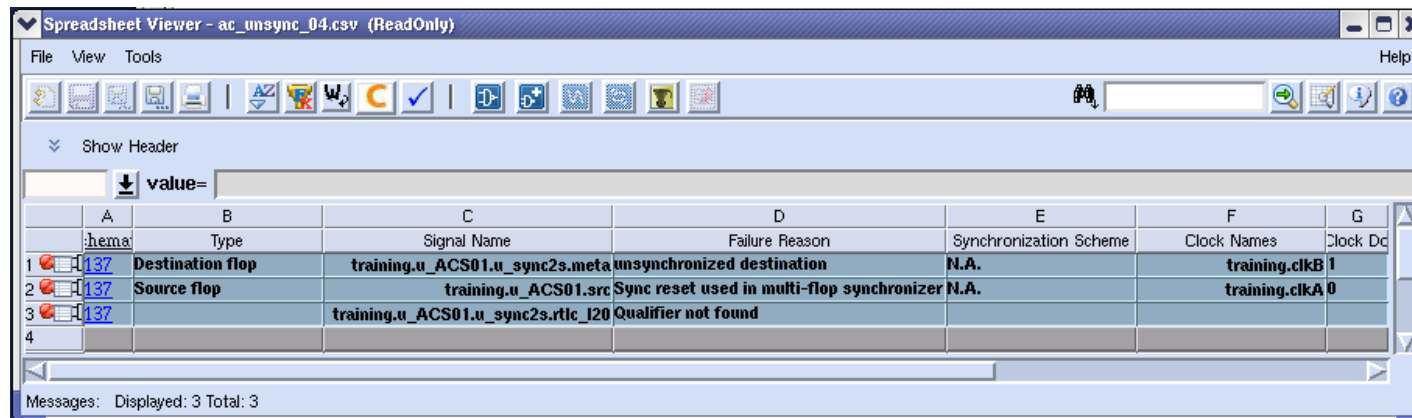 Spreadsheet Viewer - ac_unsync_04.csv (ReadOnly)
File View Tools Help
value=
Show Header
A B C D E F G
hema Type Signal Name Failure Reason Synchronization Scheme Clock Names Clock Do
1 137 Destination flop training.u_ACS01.u_sync2s.meta unsynchronized destination N.A. training.clkB 1
2 137 Source flop training.u_ACS01.src Sync reset used in multi-flop synchronizer N.A. training.clkA 0
3 137 training.u_ACS01.u_sync2s.rtlc_I20 Qualifier not found
4
Messages: Displayed: 3 Total: 3